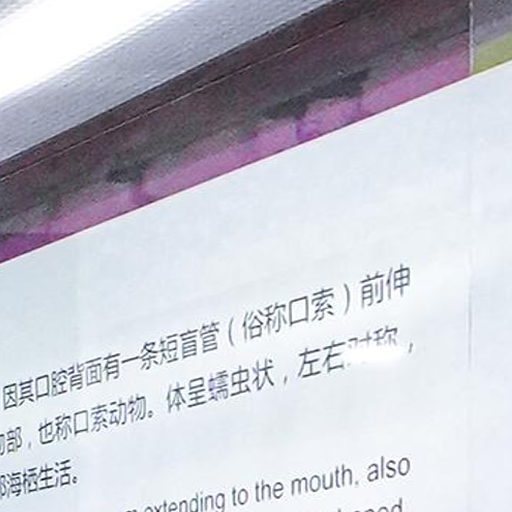 因其口腔背面有一条短盲管（俗称口索）前伸
部，也称口索动物。体呈蠕虫状，左右对称，
海栖生活。
extending to the mouth, also